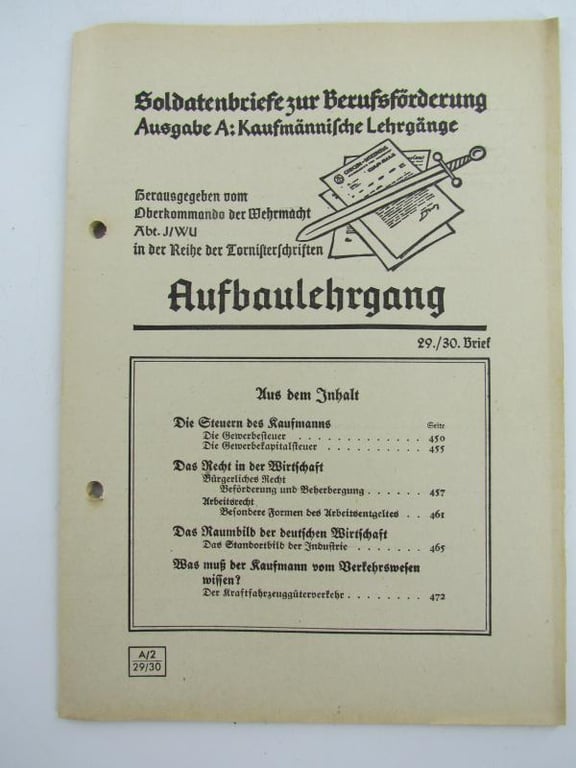 Soldatenbriefe zur Berufsförderung
Ausgabe A: Kaufmännische Lehrgänge
Herausgegeben vom
Oberkommando der Wehrmacht
Abt. J/WU
in der Reihe der Tornisterschriften
Aufbaulehrgang
29./30. Brief
Aus dem Inhalt
Die Steuern des Kaufmanns Seite
Die Gewerbesteuer . . . . . . . . . . . . . 450
Die Gewerbekapitalsteuer . . . . . . . . . . 455
Das Recht in der Wirtschaft
Bürgerliches Recht
Beförderung und Beherbergung . . . . . . 457
Arbeitsrecht
Besondere Formen des Arbeitsentgeltes . . 461
Das Raumbild der deutschen Wirtschaft
Das Standortbild der Industrie . . . . . . . 465
Was muß der Kaufmann vom Verkehrswesen
wissen?
Der Kraftfahrzeuggüterverkehr . . . . . . . . 472
A/2
29/30